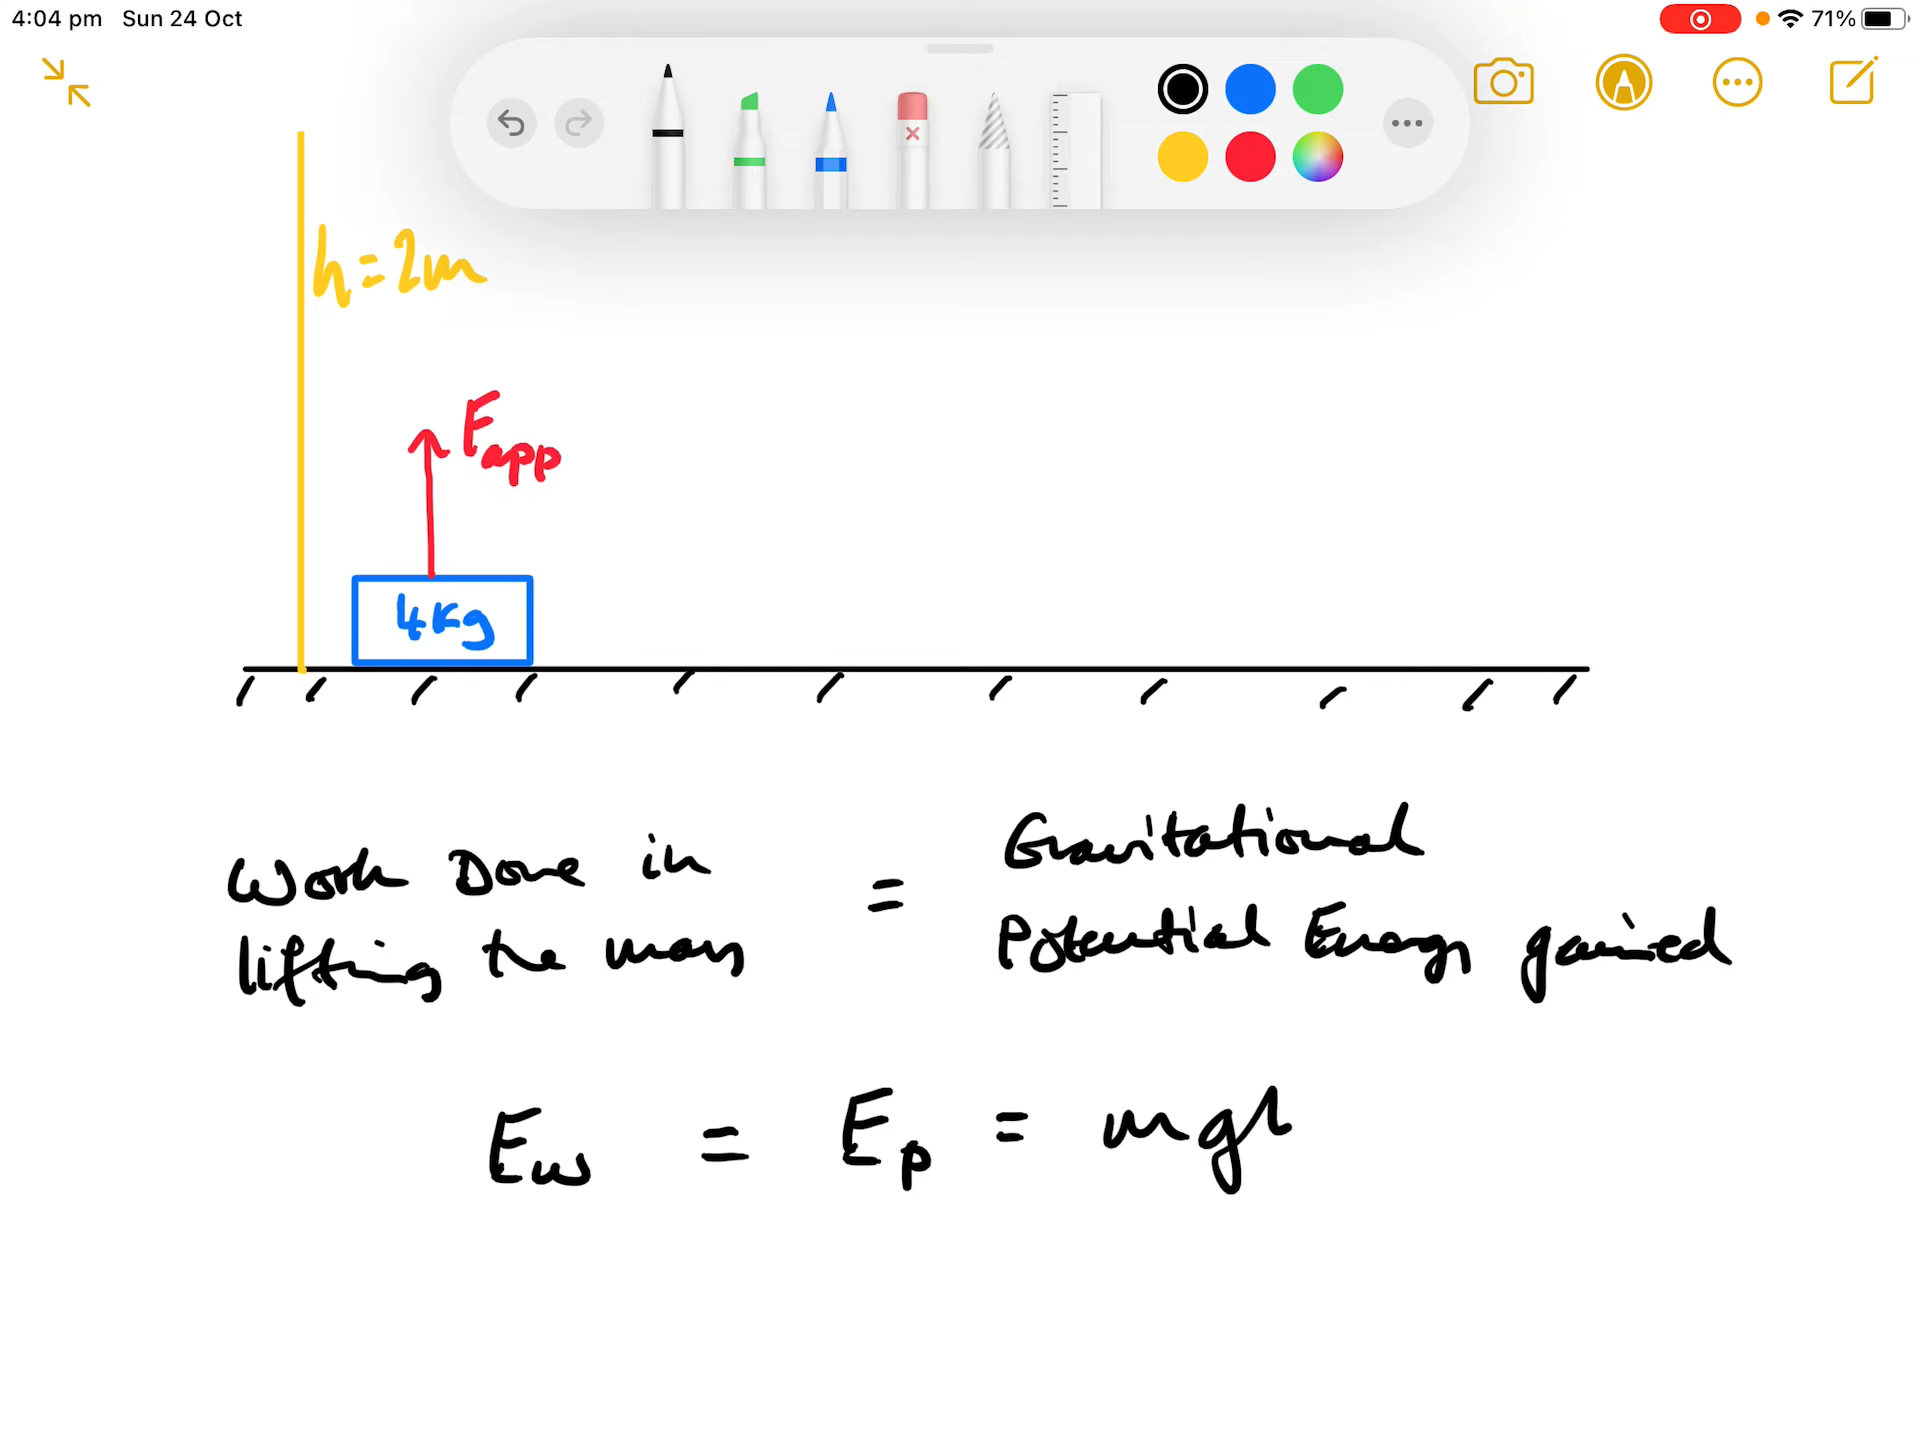 4:04 pm Sun 24 Oct
71%
h = 2m
Fapp
4Kg
Work Done in
lifting the mass
=
Gravitational
Potential Energy gained
Ew = Ep = mgh